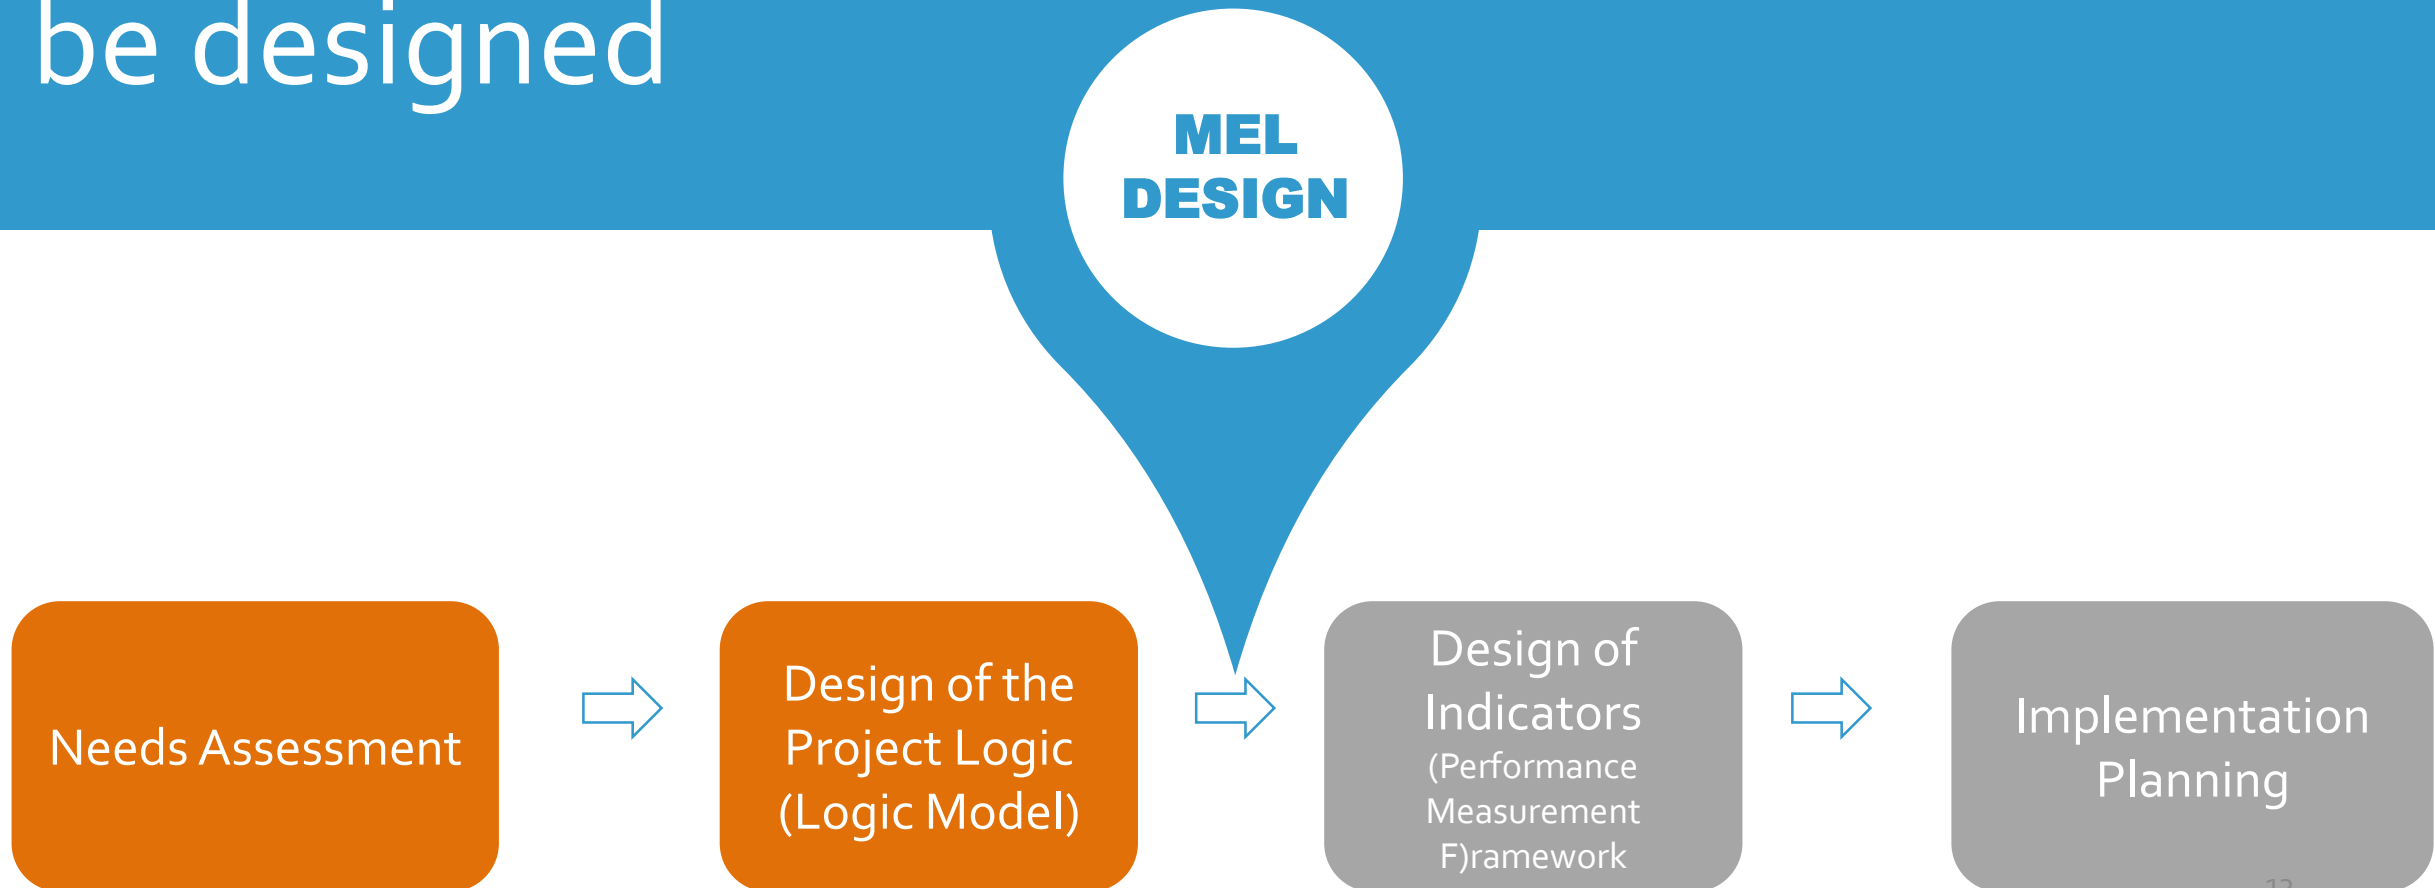 be designed
MEL
DESIGN
Needs Assessment
Design of the
Project Logic
(Logic Model)
Design of
Indicators
(Performance
Measurement
F)ramework
Implementation
Planning